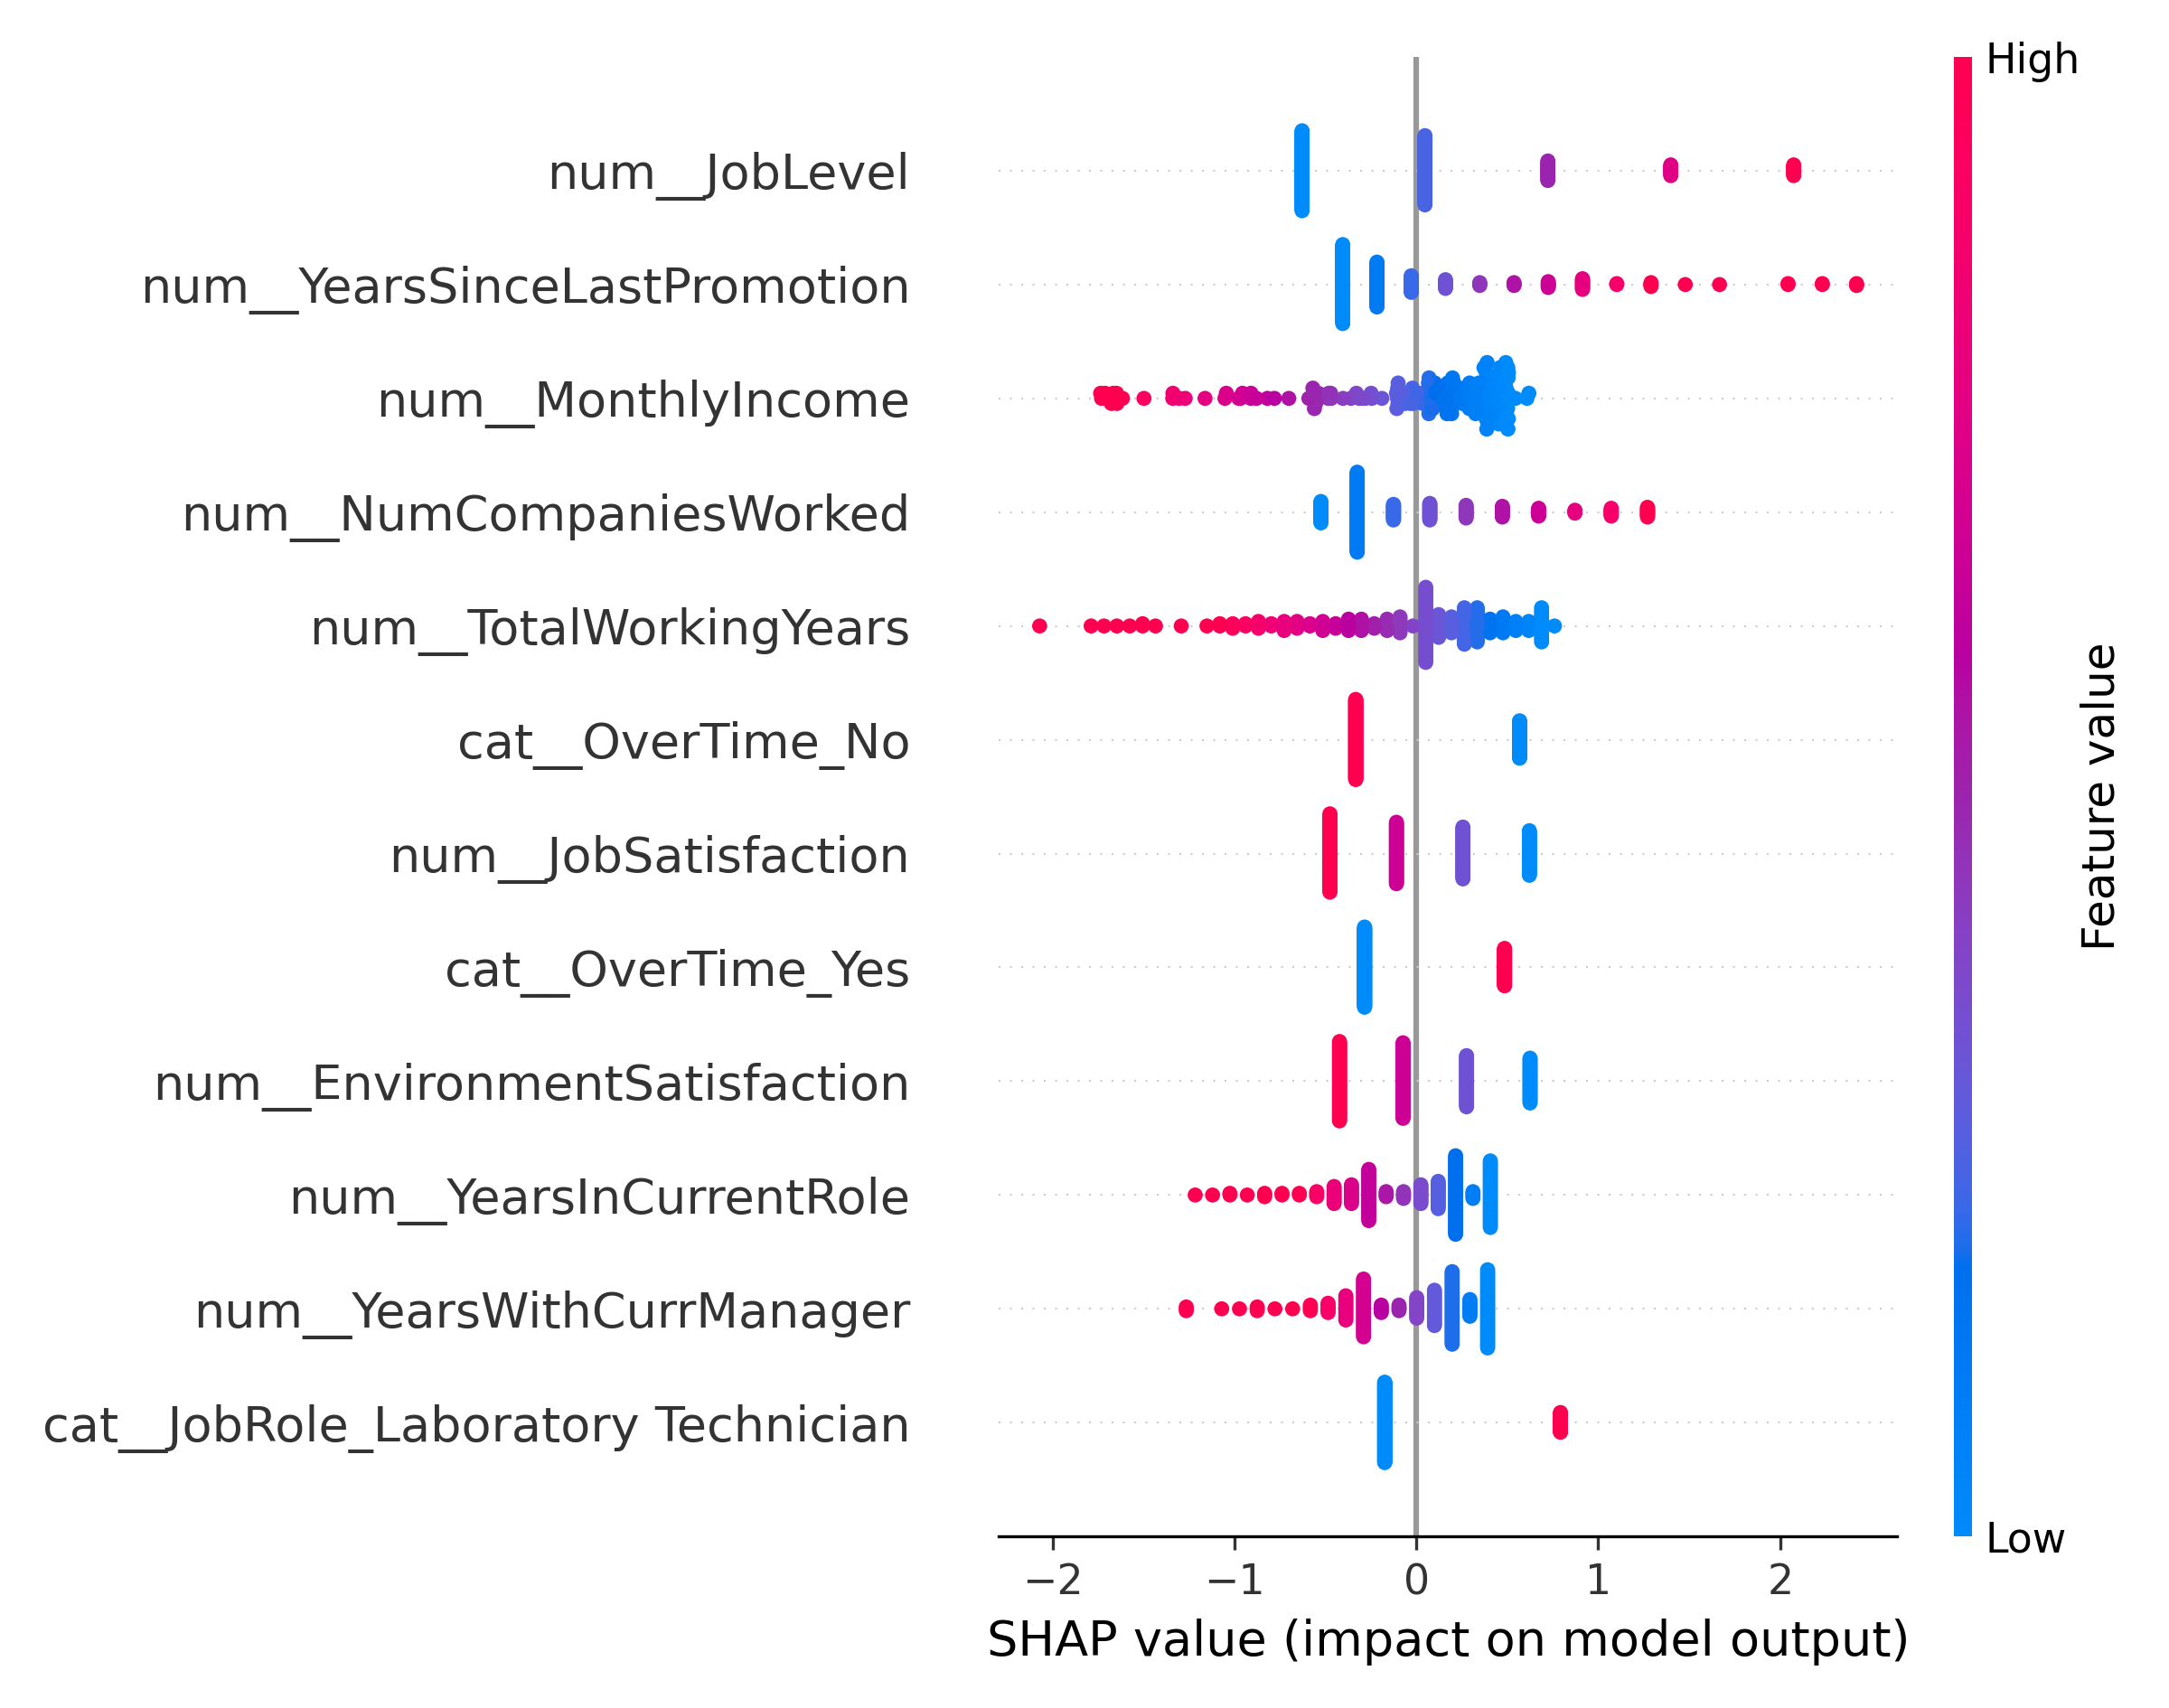 High
num__JobLevel
num__YearsSinceLastPromotion
num__MonthlyIncome
num__NumCompaniesWorked
num__TotalWorkingYears
cat__OverTime_No
num__JobSatisfaction
cat__OverTime_Yes
num__EnvironmentSatisfaction
num__YearsInCurrentRole
num__YearsWithCurrManager
cat__JobRole_Laboratory Technician
Feature value
Low
−2 −1 0 1 2
SHAP value (impact on model output)